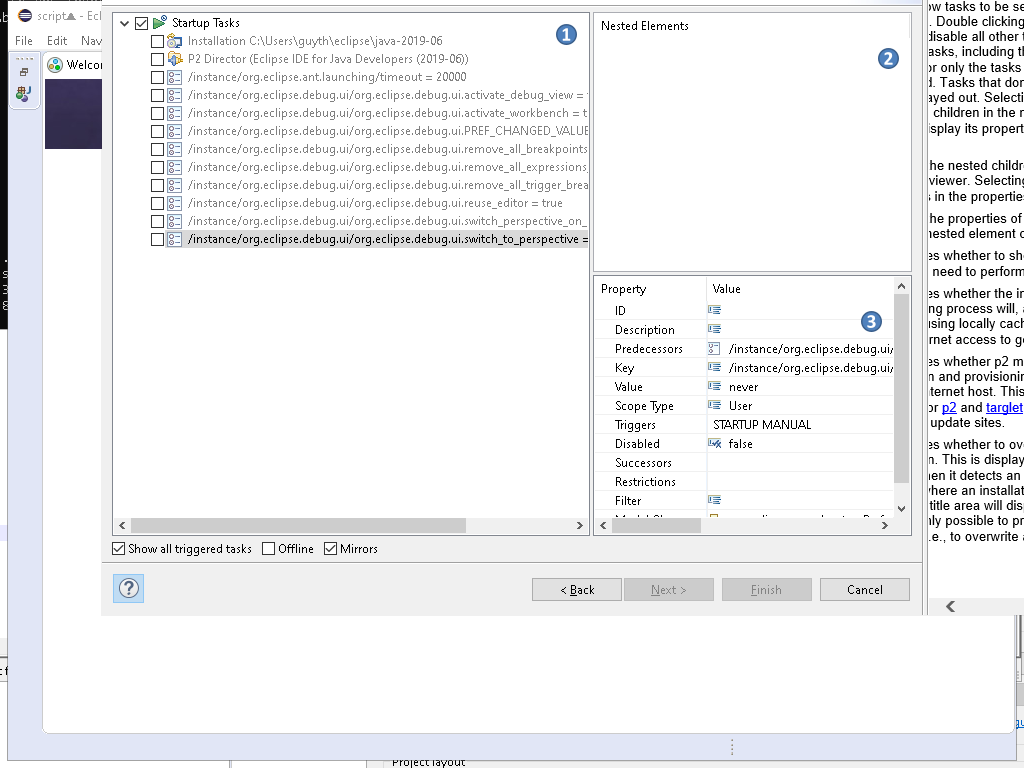 script▲ - Ecl
File Edit Nav
Welcor
Startup Tasks
Installation C:\Users\guyth\eclipse\java-2019-06
P2 Director (Eclipse IDE for Java Developers (2019-06))
/instance/org.eclipse.ant.launching/timeout = 20000
/instance/org.eclipse.debug.ui/org.eclipse.debug.ui.activate_debug_view = 
/instance/org.eclipse.debug.ui/org.eclipse.debug.ui.activate_workbench = t
/instance/org.eclipse.debug.ui/org.eclipse.debug.ui.PREF_CHANGED_VALUE
/instance/org.eclipse.debug.ui/org.eclipse.debug.ui.remove_all_breakpoints
/instance/org.eclipse.debug.ui/org.eclipse.debug.ui.remove_all_expressions
/instance/org.eclipse.debug.ui/org.eclipse.debug.ui.remove_all_trigger_brea
/instance/org.eclipse.debug.ui/org.eclipse.debug.ui.reuse_editor = true
/instance/org.eclipse.debug.ui/org.eclipse.debug.ui.switch_perspective_on_
/instance/org.eclipse.debug.ui/org.eclipse.debug.ui.switch_to_perspective =
1
Nested Elements
2
Property Value
ID
3
Description
Predecessors /instance/org.eclipse.debug.ui/
Key /instance/org.eclipse.debug.ui/
Value never
Scope Type User
Triggers STARTUP MANUAL
Disabled false
Successors
Restrictions
Filter
Show all triggered tasks Offline Mirrors
? < Back Next > Finish Cancel
ow tasks to be se
. Double clicking
disable all other t
asks, including th
or only the tasks
d. Tasks that don
ayed out. Selecti
children in the n
isplay its propert
he nested childr
viewer. Selecting
s in the propertie
he properties of
nested element o
es whether to sh
need to perform
es whether the in
ng process will, a
using locally cach
rnet access to ge
es whether p2 m
n and provisionin
ternet host. This
or p2 and targlet
update sites.
es whether to ov
n. This is display
hen it detects an
where an installat
title area will disp
nly possible to pr
.e., to overwrite a
Project layout